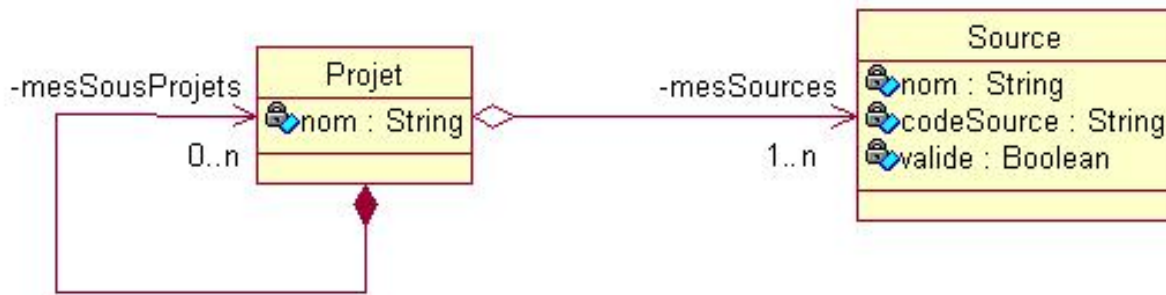 -mesSousProjets
0..n
Projet
nom : String
-mesSources
1..n
Source
nom : String
codeSource : String
valide : Boolean